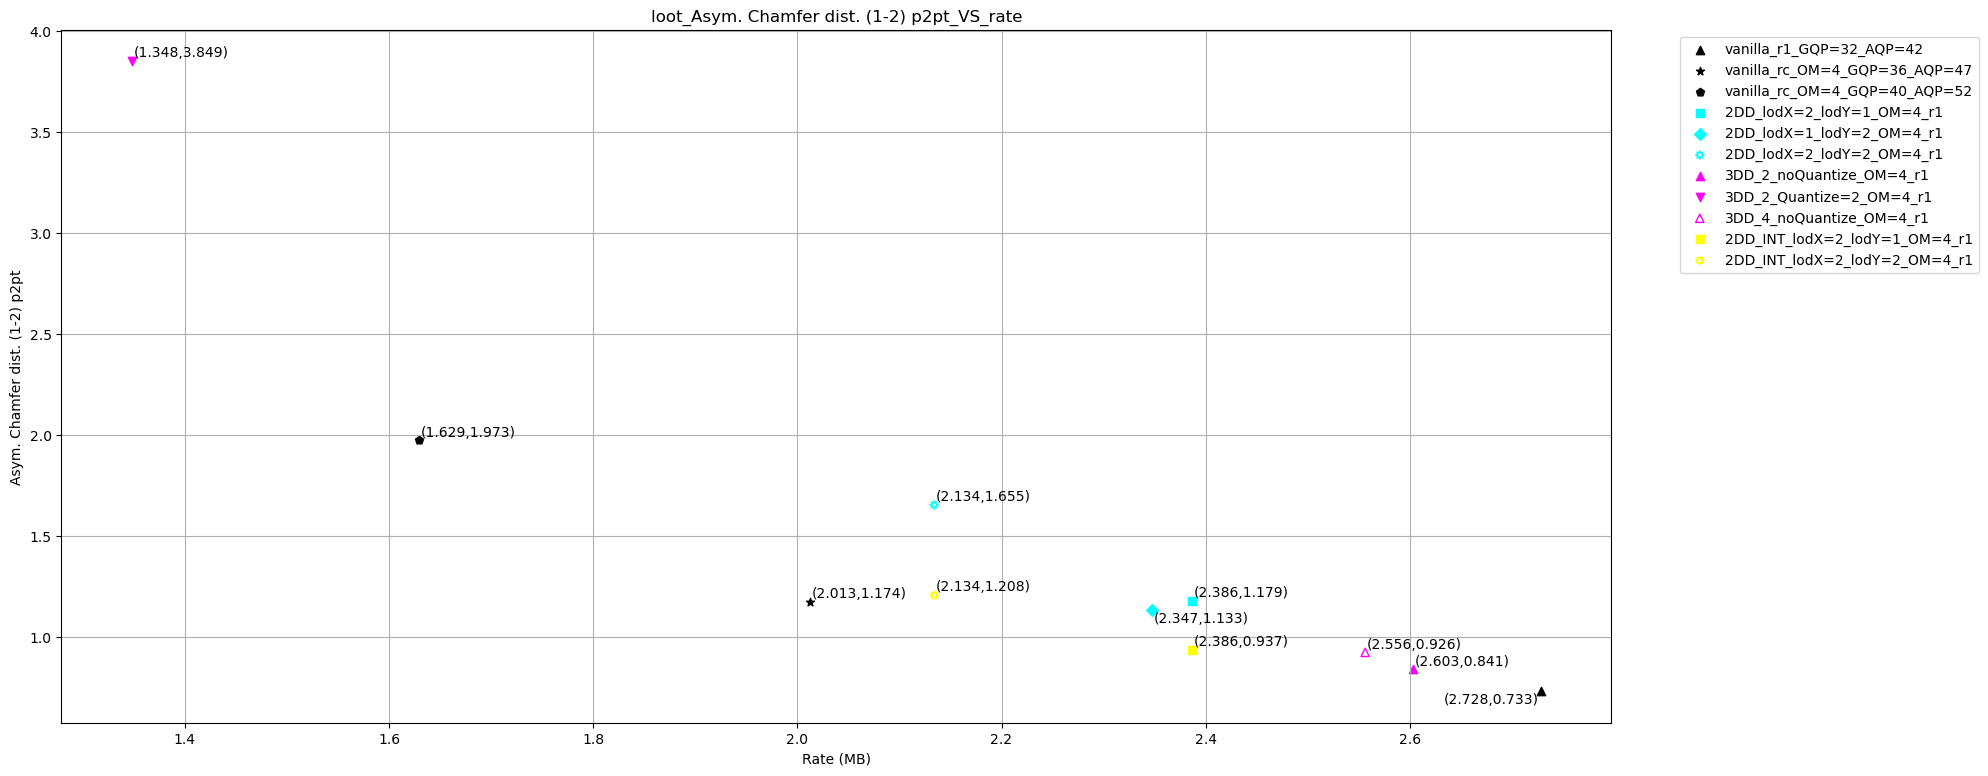 loot_Asym. Chamfer dist. (1-2) p2pt_VS_rate
4.0
3.5
3.0
2.5
2.0
1.5
1.0
Asym. Chamfer dist. (1-2) p2pt
(1.348,3.849)
(1.629,1.973)
(2.134,1.655)
(2.013,1.174)
(2.134,1.208)
(2.386,1.179)
(2.347,1.133)
(2.386,0.937)
(2.556,0.926)
(2.603,0.841)
(2.728,0.733)
1.4
1.6
1.8
2.0
2.2
2.4
2.6
Rate (MB)
vanilla_r1_GQP=32_AQP=42
vanilla_rc_OM=4_GQP=36_AQP=47
vanilla_rc_OM=4_GQP=40_AQP=52
2DD_lodX=2_lodY=1_OM=4_r1
2DD_lodX=1_lodY=2_OM=4_r1
2DD_lodX=2_lodY=2_OM=4_r1
3DD_2_noQuantize_OM=4_r1
3DD_2_Quantize=2_OM=4_r1
3DD_4_noQuantize_OM=4_r1
2DD_INT_lodX=2_lodY=1_OM=4_r1
2DD_INT_lodX=2_lodY=2_OM=4_r1